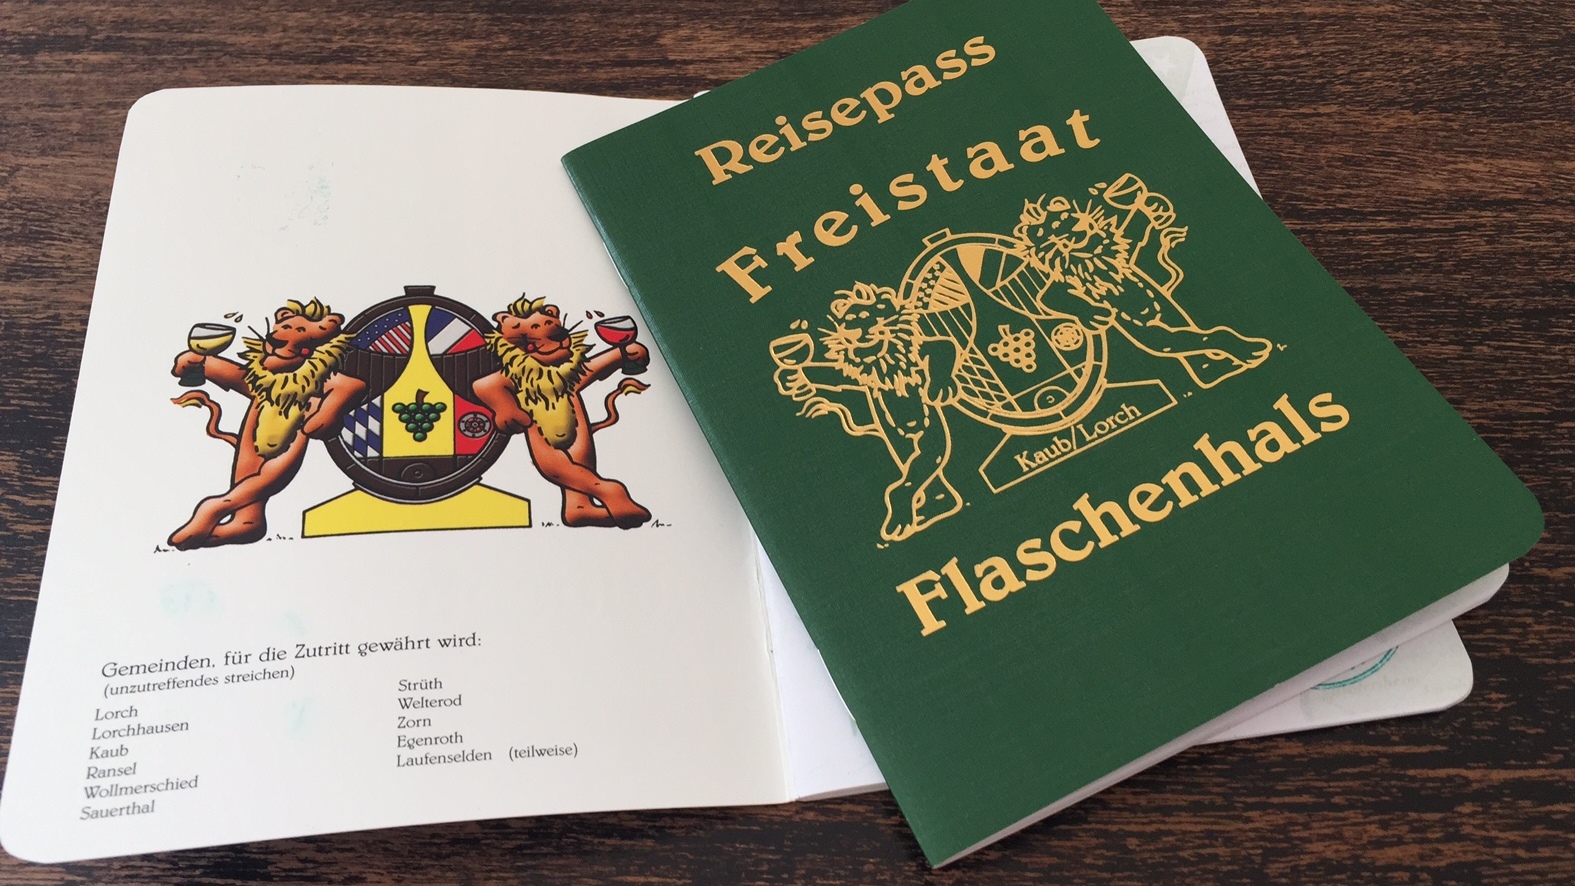 Gemeinden, für die Zutritt gewährt wird:
(unzutreffendes streichen)
Lorch
Lorchhausen
Kaub
Ransel
Wollmerschied
Sauerthal
Strüth
Welterod
Zorn
Egenroth
Laufenselden (teilweise)
Reisepass
Freistaat
Kaub/Lorch
Flaschenhals